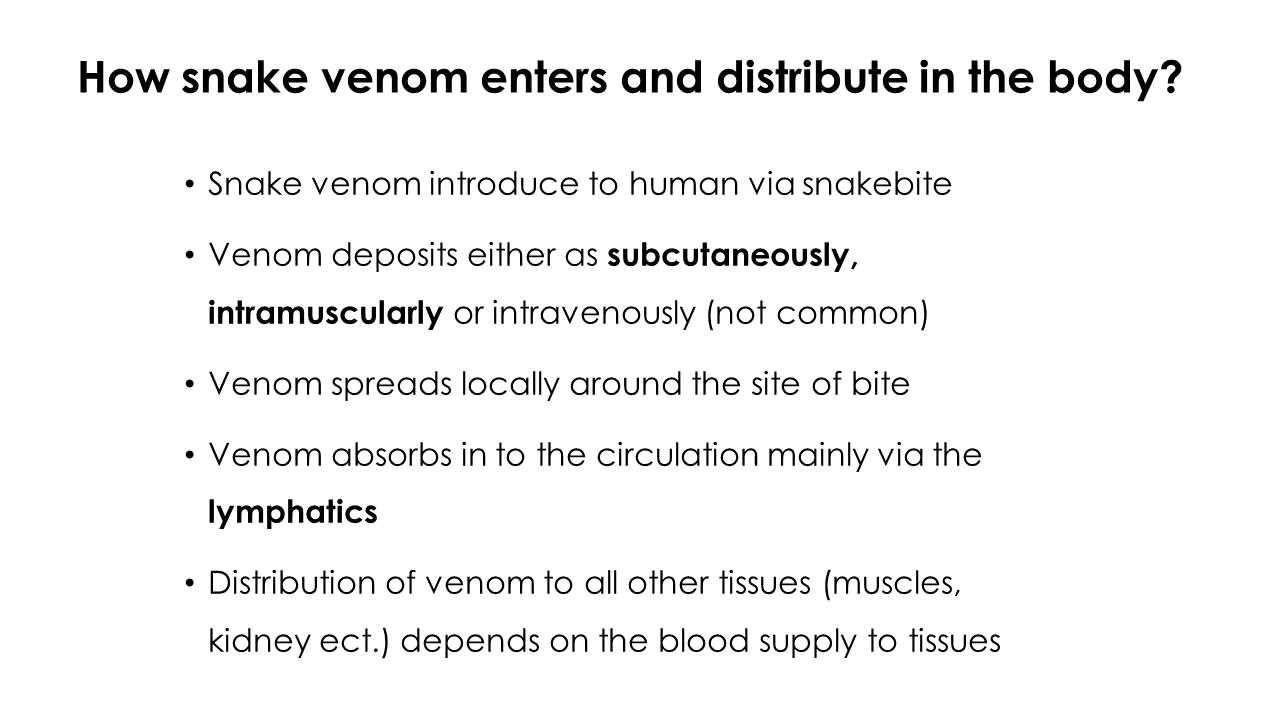 How snake venom enters and distribute in the body?
• Snake venom introduce to human via snakebite
• Venom deposits either as subcutaneously,
intramuscularly or intravenously (not common)
• Venom spreads locally around the site of bite
• Venom absorbs in to the circulation mainly via the
lymphatics
• Distribution of venom to all other tissues (muscles,
kidney ect.) depends on the blood supply to tissues